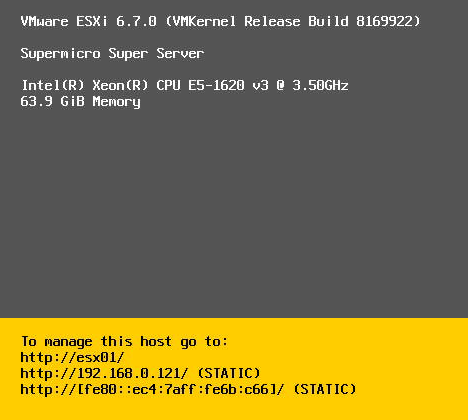 VMware ESXi 6.7.0 (VMKernel Release Build 8169922)
Supermicro Super Server
Intel(R) Xeon(R) CPU E5-1620 v3 @ 3.50GHz
63.9 GiB Memory
To manage this host go to:
http://esx01/
http://192.168.0.121/ (STATIC)
http://[fe80::ec4:7aff:fe6b:c66]/ (STATIC)